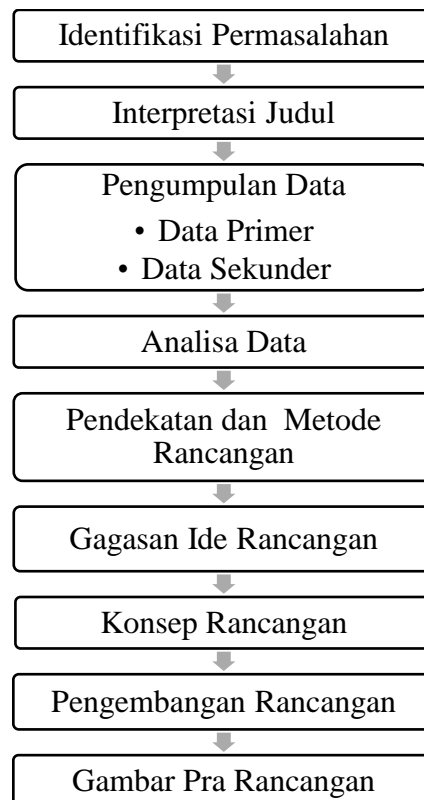 Identifikasi Permasalahan
Interpretasi Judul
Pengumpulan Data
• Data Primer
• Data Sekunder
Analisa Data
Pendekatan dan Metode
Rancangan
Gagasan Ide Rancangan
Konsep Rancangan
Pengembangan Rancangan
Gambar Pra Rancangan